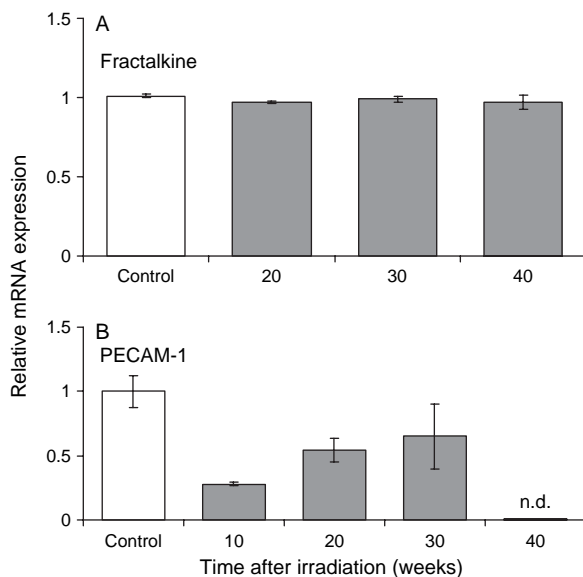 A
Fractalkine
1.5
1
0.5
0
Control 20 30 40
Relative mRNA expression
B
PECAM-1
1.5
1
0.5
0
n.d.
Control 10 20 30 40
Time after irradiation (weeks)